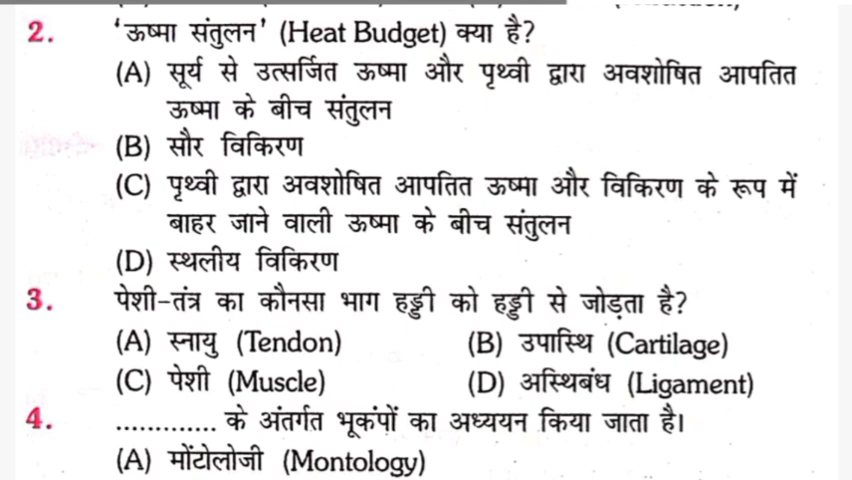 2. 'ऊष्मा संतुलन' (Heat Budget) क्या है?
(A) सूर्य से उत्सर्जित ऊष्मा और पृथ्वी द्वारा अवशोषित आपतित
ऊष्मा के बीच संतुलन
(B) सौर विकिरण
(C) पृथ्वी द्वारा अवशोषित आपतित ऊष्मा और विकिरण के रूप में
बाहर जाने वाली ऊष्मा के बीच संतुलन
(D) स्थलीय विकिरण
3. पेशी-तंत्र का कौनसा भाग हड्डी को हड्डी से जोड़ता है?
(A) स्नायु (Tendon) (B) उपास्थि (Cartilage)
(C) पेशी (Muscle) (D) अस्थिबंध (Ligament)
4. ............. के अंतर्गत भूकंपों का अध्ययन किया जाता है।
(A) मोंटोलोजी (Montology)